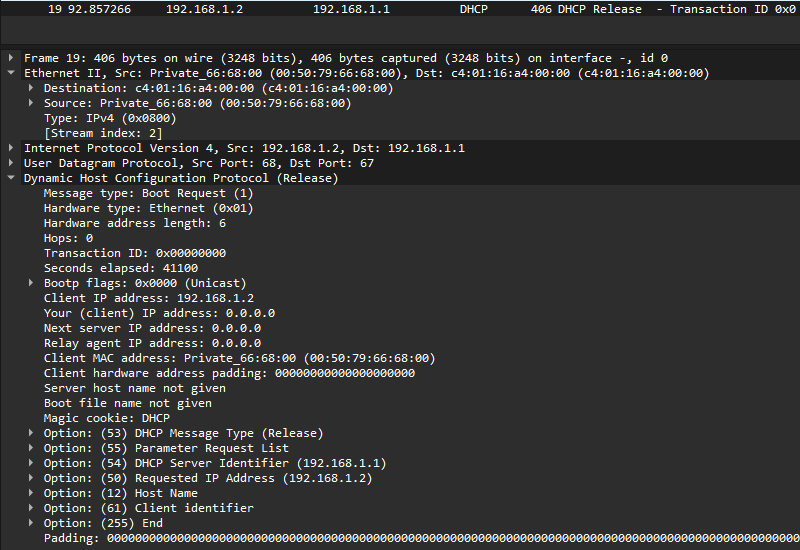 19 92.857266 192.168.1.2 192.168.1.1 DHCP 406 DHCP Release - Transaction ID 0x0
Frame 19: 406 bytes on wire (3248 bits), 406 bytes captured (3248 bits) on interface -, id 0
Ethernet II, Src: Private_66:68:00 (00:50:79:66:68:00), Dst: c4:01:16:a4:00:00 (c4:01:16:a4:00:00)
Destination: c4:01:16:a4:00:00 (c4:01:16:a4:00:00)
Source: Private_66:68:00 (00:50:79:66:68:00)
Type: IPv4 (0x0800)
[Stream index: 2]
Internet Protocol Version 4, Src: 192.168.1.2, Dst: 192.168.1.1
User Datagram Protocol, Src Port: 68, Dst Port: 67
Dynamic Host Configuration Protocol (Release)
Message type: Boot Request (1)
Hardware type: Ethernet (0x01)
Hardware address length: 6
Hops: 0
Transaction ID: 0x00000000
Seconds elapsed: 41100
Bootp flags: 0x0000 (Unicast)
Client IP address: 192.168.1.2
Your (client) IP address: 0.0.0.0
Next server IP address: 0.0.0.0
Relay agent IP address: 0.0.0.0
Client MAC address: Private_66:68:00 (00:50:79:66:68:00)
Client hardware address padding: 00000000000000000000
Server host name not given
Boot file name not given
Magic cookie: DHCP
Option: (53) DHCP Message Type (Release)
Option: (55) Parameter Request List
Option: (54) DHCP Server Identifier (192.168.1.1)
Option: (50) Requested IP Address (192.168.1.2)
Option: (12) Host Name
Option: (61) Client identifier
Option: (255) End
Padding: 000000000000000000000000000000000000000000000000000000000000000000000000000000000000000000000000000